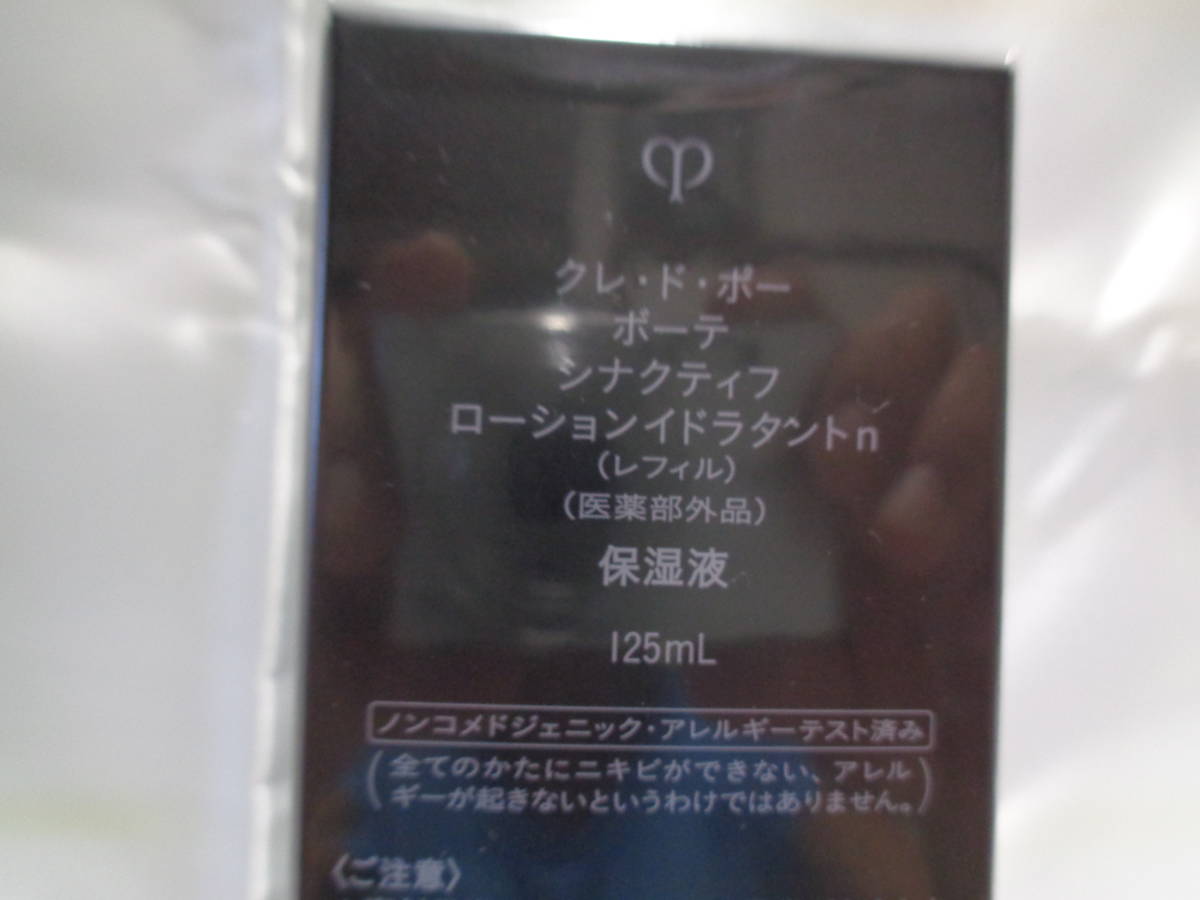 クレ・ド・ポー
ボーテ
シナクティフ
ローションイドラタントn
(レフィル)
(医薬部外品)
保湿液
125mL
ノンコメドジェニック・アレルギーテスト済み
(全てのかたにニキビができない、アレル
ギーが起きないというわけではありません。)
〈ご注意〉